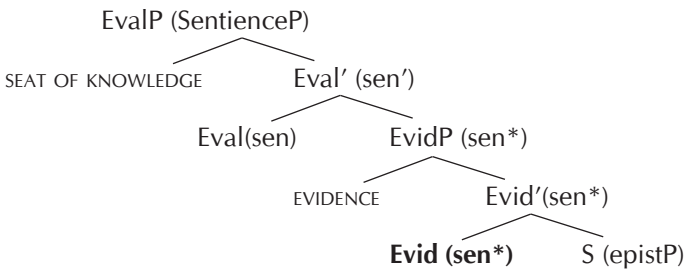 EvalP (SentienceP)
SEAT OF KNOWLEDGE Eval' (sen')
Eval(sen) EvidP (sen*)
EVIDENCE Evid'(sen*)
Evid (sen*) S (epistP)